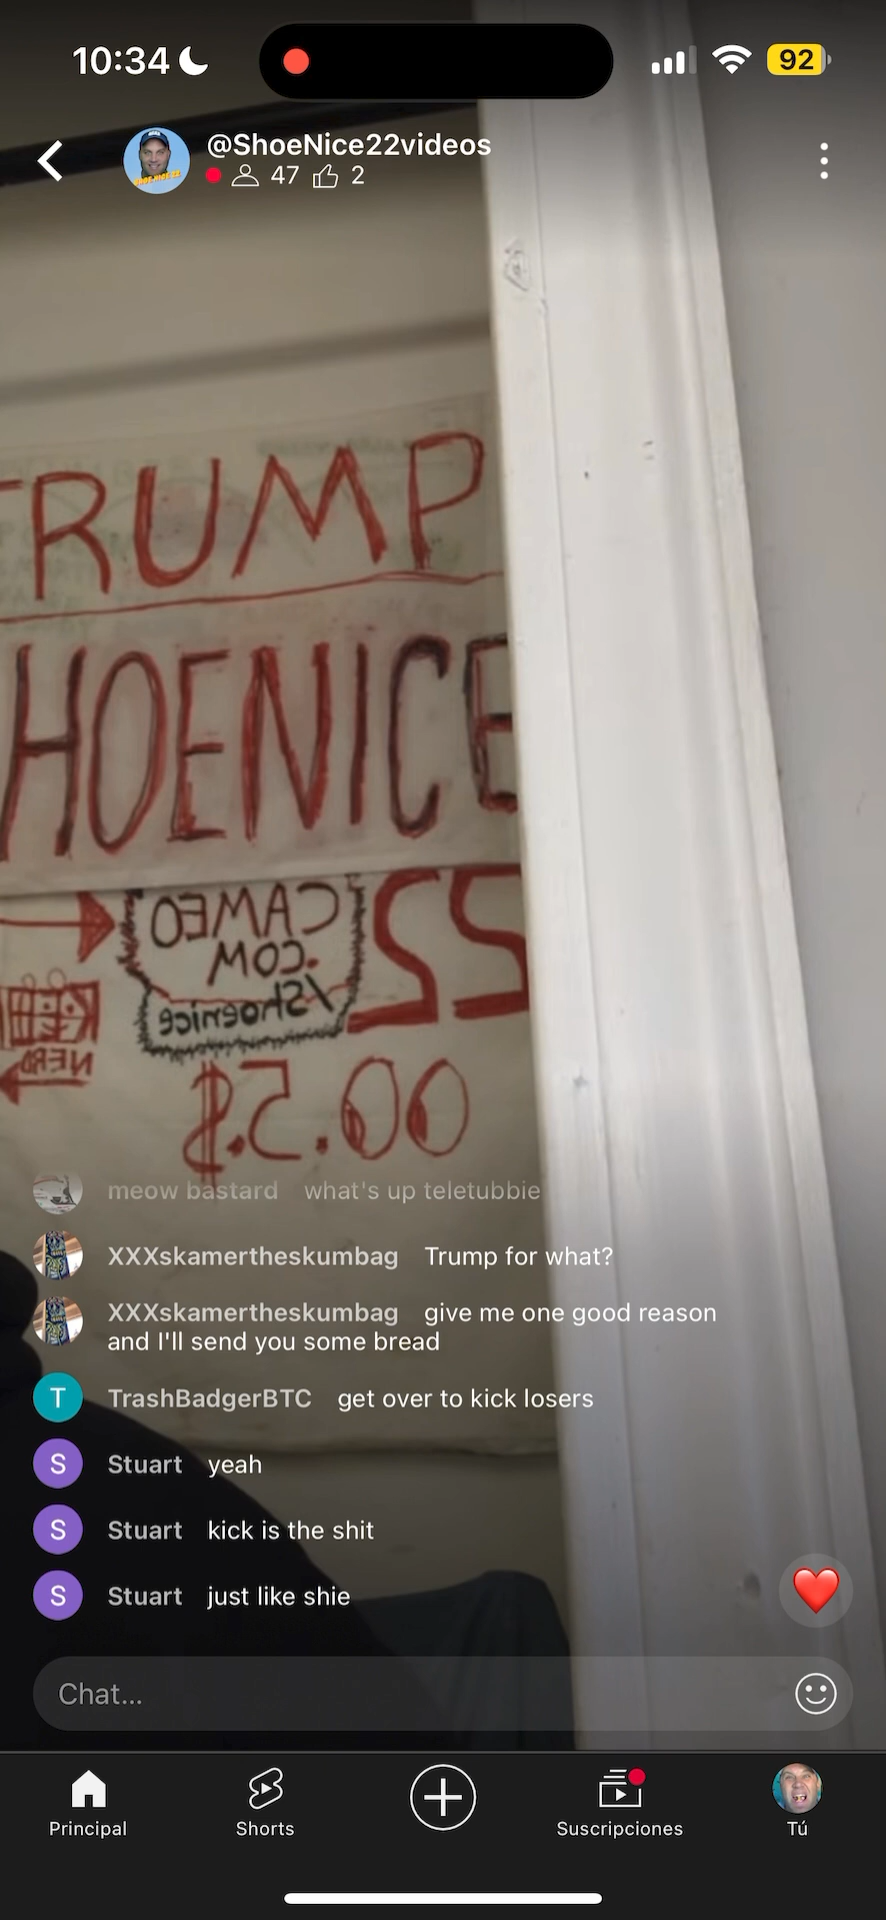 10:34
92
@ShoeNice22videos
47 2
TRUMP
HOENICE
CAMEO
.COM
/Shoenice
22
NERD
$5.00
meow bastard what's up teletubbie
XXXskamertheskumbag Trump for what?
XXXskamertheskumbag give me one good reason
and I'll send you some bread
T TrashBadgerBTC get over to kick losers
S Stuart yeah
S Stuart kick is the shit
S Stuart just like shie
Chat...
Principal Shorts Suscripciones Tú